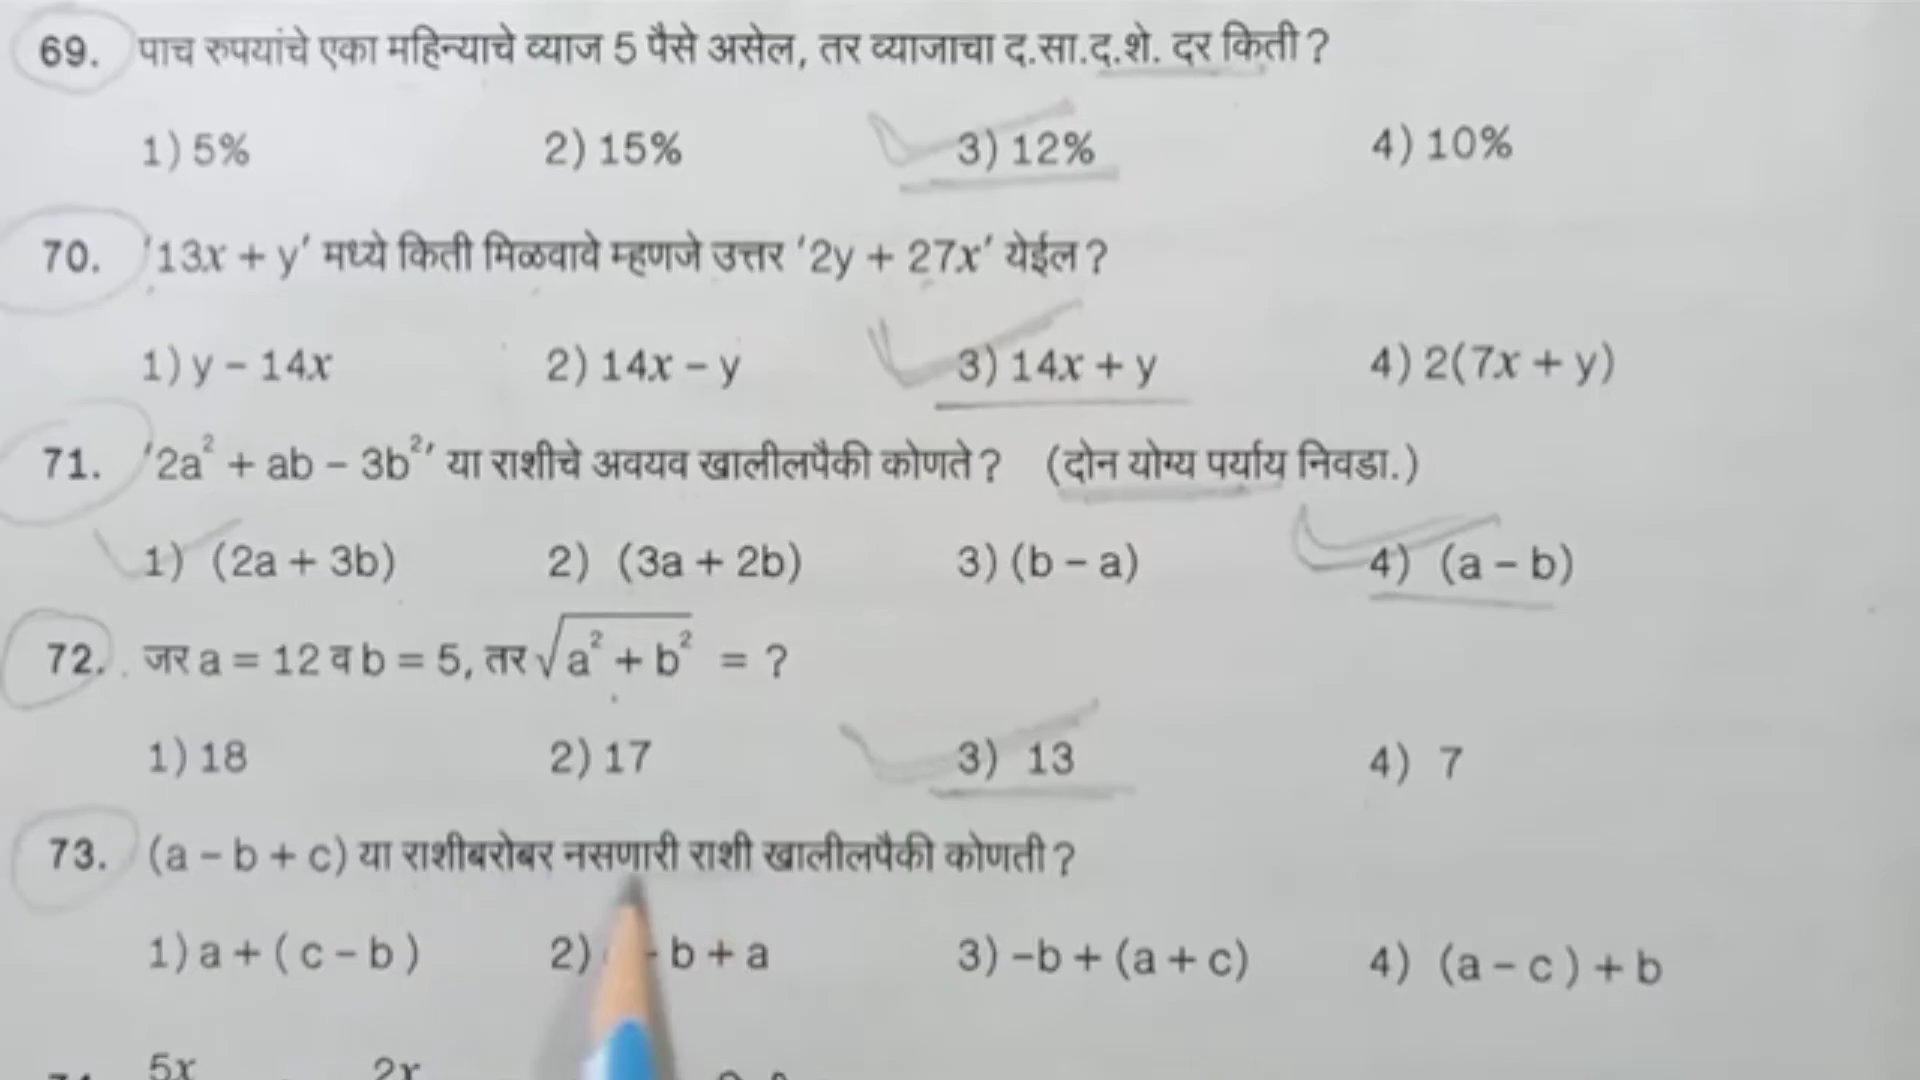 69. पाच रुपयांचे एका महिन्याचे व्याज 5 पैसे असेल, तर व्याजाचा द.सा.द.शे. दर किती?
1) 5% 2) 15% 3) 12% 4) 10%
70. '13x + y' मध्ये किती मिळवावे म्हणजे उत्तर '2y + 27x' येईल?
1) y – 14x 2) 14x – y 3) 14x + y 4) 2(7x + y)
71. '2a² + ab – 3b²' या राशीचे अवयव खालीलपैकी कोणते? (दोन योग्य पर्याय निवडा.)
1) (2a + 3b) 2) (3a + 2b) 3) (b – a) 4) (a – b)
72. जर a = 12 व b = 5, तर √a² + b² = ?
1) 18 2) 17 3) 13 4) 7
73. (a – b + c) या राशीबरोबर नसणारी राशी खालीलपैकी कोणती?
1) a + ( c – b ) 2) – b + a 3) –b + (a + c) 4) (a – c ) + b
5x 2x